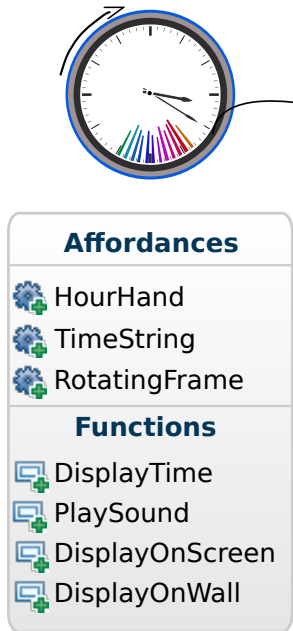 Affordances
HourHand
TimeString
RotatingFrame
Functions
DisplayTime
PlaySound
DisplayOnScreen
DisplayOnWall